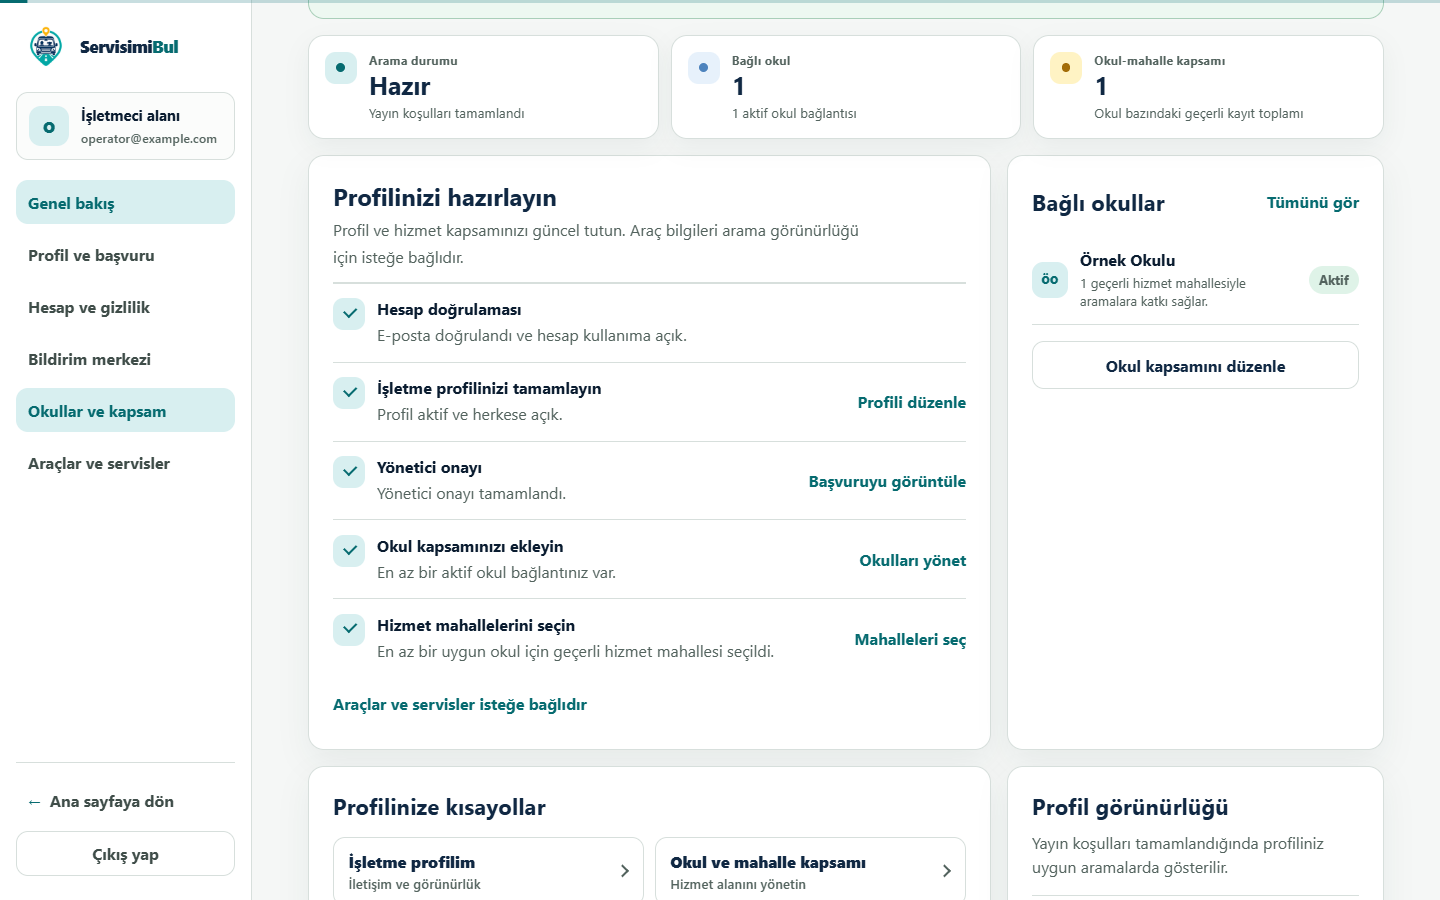 ServisimiBul
O
İşletmeci alanı
operator@example.com
Genel bakış
Profil ve başvuru
Hesap ve gizlilik
Bildirim merkezi
Okullar ve kapsam
Araçlar ve servisler
← Ana sayfaya dön
Çıkış yap
Arama durumu
Hazır
Yayın koşulları tamamlandı
Bağlı okul
1
1 aktif okul bağlantısı
Okul-mahalle kapsamı
1
Okul bazındaki geçerli kayıt toplamı
Profilinizi hazırlayın
Profil ve hizmet kapsamınızı güncel tutun. Araç bilgileri arama görünürlüğü
için isteğe bağlıdır.
Hesap doğrulaması
E-posta doğrulandı ve hesap kullanıma açık.
İşletme profilinizi tamamlayın
Profil aktif ve herkese açık.
Profili düzenle
Yönetici onayı
Yönetici onayı tamamlandı.
Başvuruyu görüntüle
Okul kapsamınızı ekleyin
En az bir aktif okul bağlantınız var.
Okulları yönet
Hizmet mahallelerini seçin
En az bir uygun okul için geçerli hizmet mahallesi seçildi.
Mahalleleri seç
Araçlar ve servisler isteğe bağlıdır
Bağlı okullar
Tümünü gör
ÖO
Örnek Okulu
1 geçerli hizmet mahallesiyle
aramalara katkı sağlar.
Aktif
Okul kapsamını düzenle
Profilinize kısayollar
İşletme profilim
İletişim ve görünürlük
Okul ve mahalle kapsamı
Hizmet alanını yönetin
Profil görünürlüğü
Yayın koşulları tamamlandığında profiliniz
uygun aramalarda gösterilir.